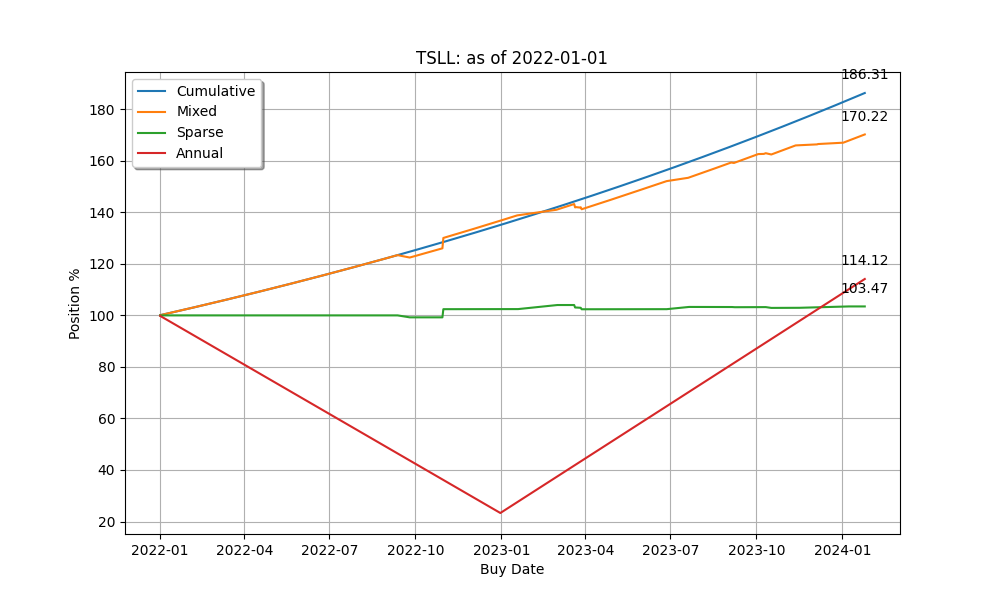 TSLL: as of 2022-01-01
186.31
170.22
114.12
103.47
Cumulative
Mixed
Sparse
Annual
Position %
180
160
140
120
100
80
60
40
20
2022-01 2022-04 2022-07 2022-10 2023-01 2023-04 2023-07 2023-10 2024-01
Buy Date